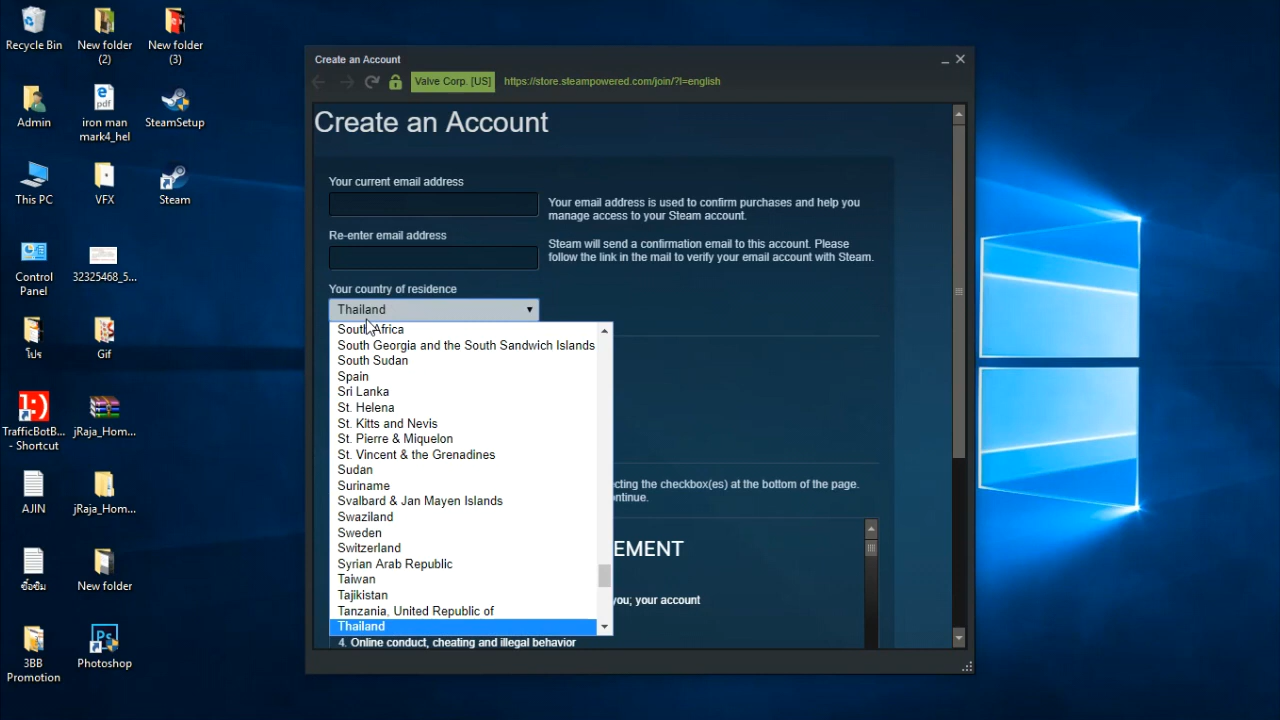 Recycle Bin
New folder
(2)
New folder
(3)
Admin
iron man
mark4_hel
SteamSetup
This PC
VFX
Steam
Control
Panel
32325468_5...
โปร
Gif
TrafficBotB...
- Shortcut
jRaja_Hom...
AJIN
jRaja_Hom...
ซื้อซิม
New folder
3BB
Promotion
Photoshop
Create an Account
Valve Corp. [US]
https://store.steampowered.com/join/?l=english
Create an Account
Your current email address
Your email address is used to confirm purchases and help you
manage access to your Steam account.
Re-enter email address
Steam will send a confirmation email to this account. Please
follow the link in the mail to verify your email account with Steam.
Your country of residence
Thailand
South Africa
South Georgia and the South Sandwich Islands
South Sudan
Spain
Sri Lanka
St. Helena
St. Kitts and Nevis
St. Pierre & Miquelon
St. Vincent & the Grenadines
Sudan
Suriname
Svalbard & Jan Mayen Islands
Swaziland
Sweden
Switzerland
Syrian Arab Republic
Taiwan
Tajikistan
Tanzania, United Republic of
Thailand
cting the checkbox(es) at the bottom of the page.
ontinue.
EMENT
you; your account
4. Online conduct, cheating and illegal behavior